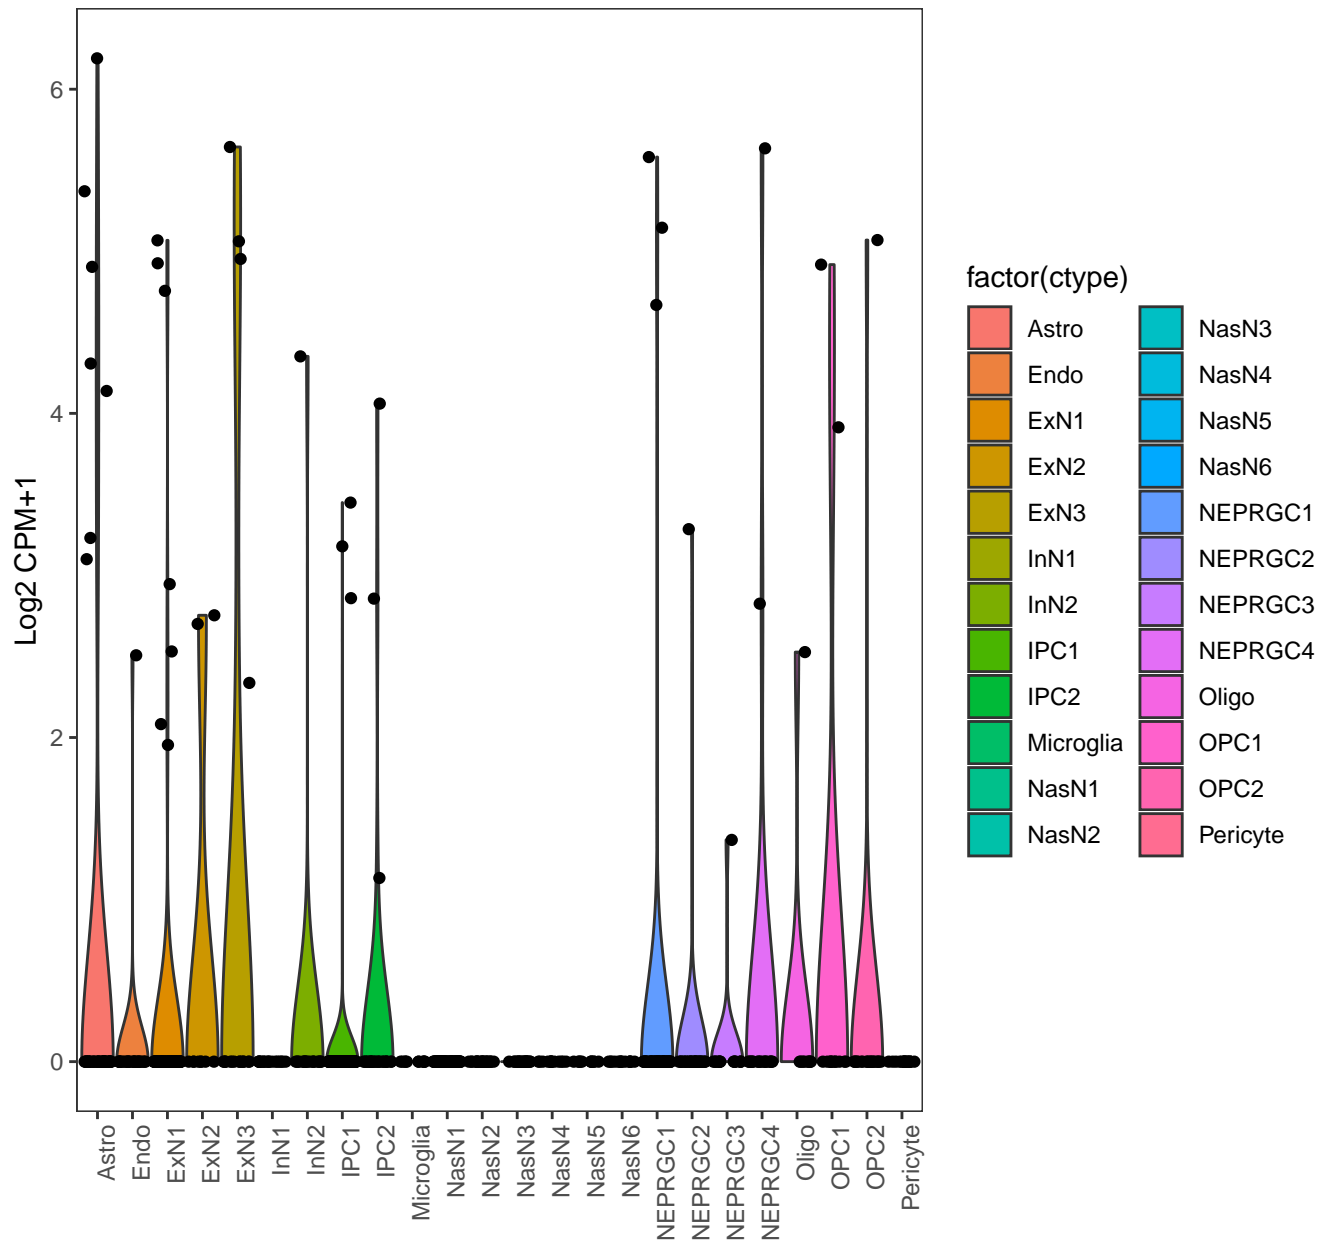 Log2 CPM+1
6
4
2
0
Astro
Endo
ExN1
ExN2
ExN3
InN1
InN2
IPC1
IPC2
Microglia
NasN1
NasN2
NasN3
NasN4
NasN5
NasN6
NEPRGC1
NEPRGC2
NEPRGC3
NEPRGC4
Oligo
OPC1
OPC2
Pericyte
factor(ctype)
Astro
Endo
ExN1
ExN2
ExN3
InN1
InN2
IPC1
IPC2
Microglia
NasN1
NasN2
NasN3
NasN4
NasN5
NasN6
NEPRGC1
NEPRGC2
NEPRGC3
NEPRGC4
Oligo
OPC1
OPC2
Pericyte